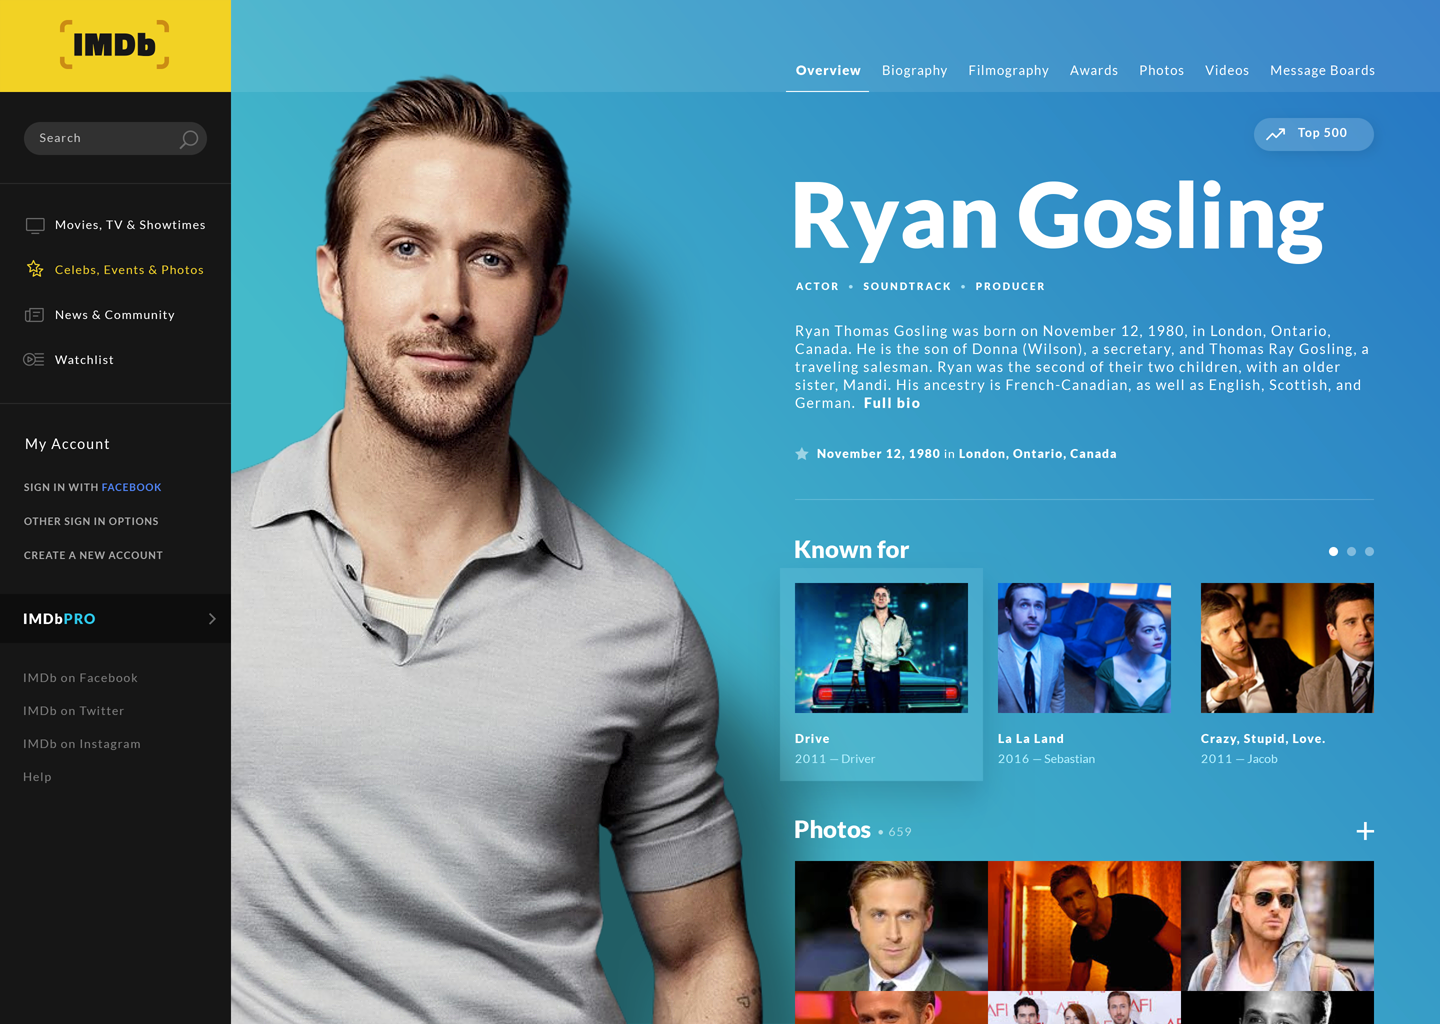 IMDb
Search
Movies, TV & Showtimes
Celebs, Events & Photos
News & Community
Watchlist
My Account
SIGN IN WITH FACEBOOK
OTHER SIGN IN OPTIONS
CREATE A NEW ACCOUNT
IMDbPRO
IMDb on Facebook
IMDb on Twitter
IMDb on Instagram
Help
Overview Biography Filmography Awards Photos Videos Message Boards
Top 500
Ryan Gosling
ACTOR • SOUNDTRACK • PRODUCER
Ryan Thomas Gosling was born on November 12, 1980, in London, Ontario,
Canada. He is the son of Donna (Wilson), a secretary, and Thomas Ray Gosling, a
traveling salesman. Ryan was the second of their two children, with an older
sister, Mandi. His ancestry is French-Canadian, as well as English, Scottish, and
German. Full bio
November 12, 1980 in London, Ontario, Canada
Known for
Drive
2011 — Driver
La La Land
2016 — Sebastian
Crazy, Stupid, Love.
2011 — Jacob
Photos • 659
AFI AFI AFI